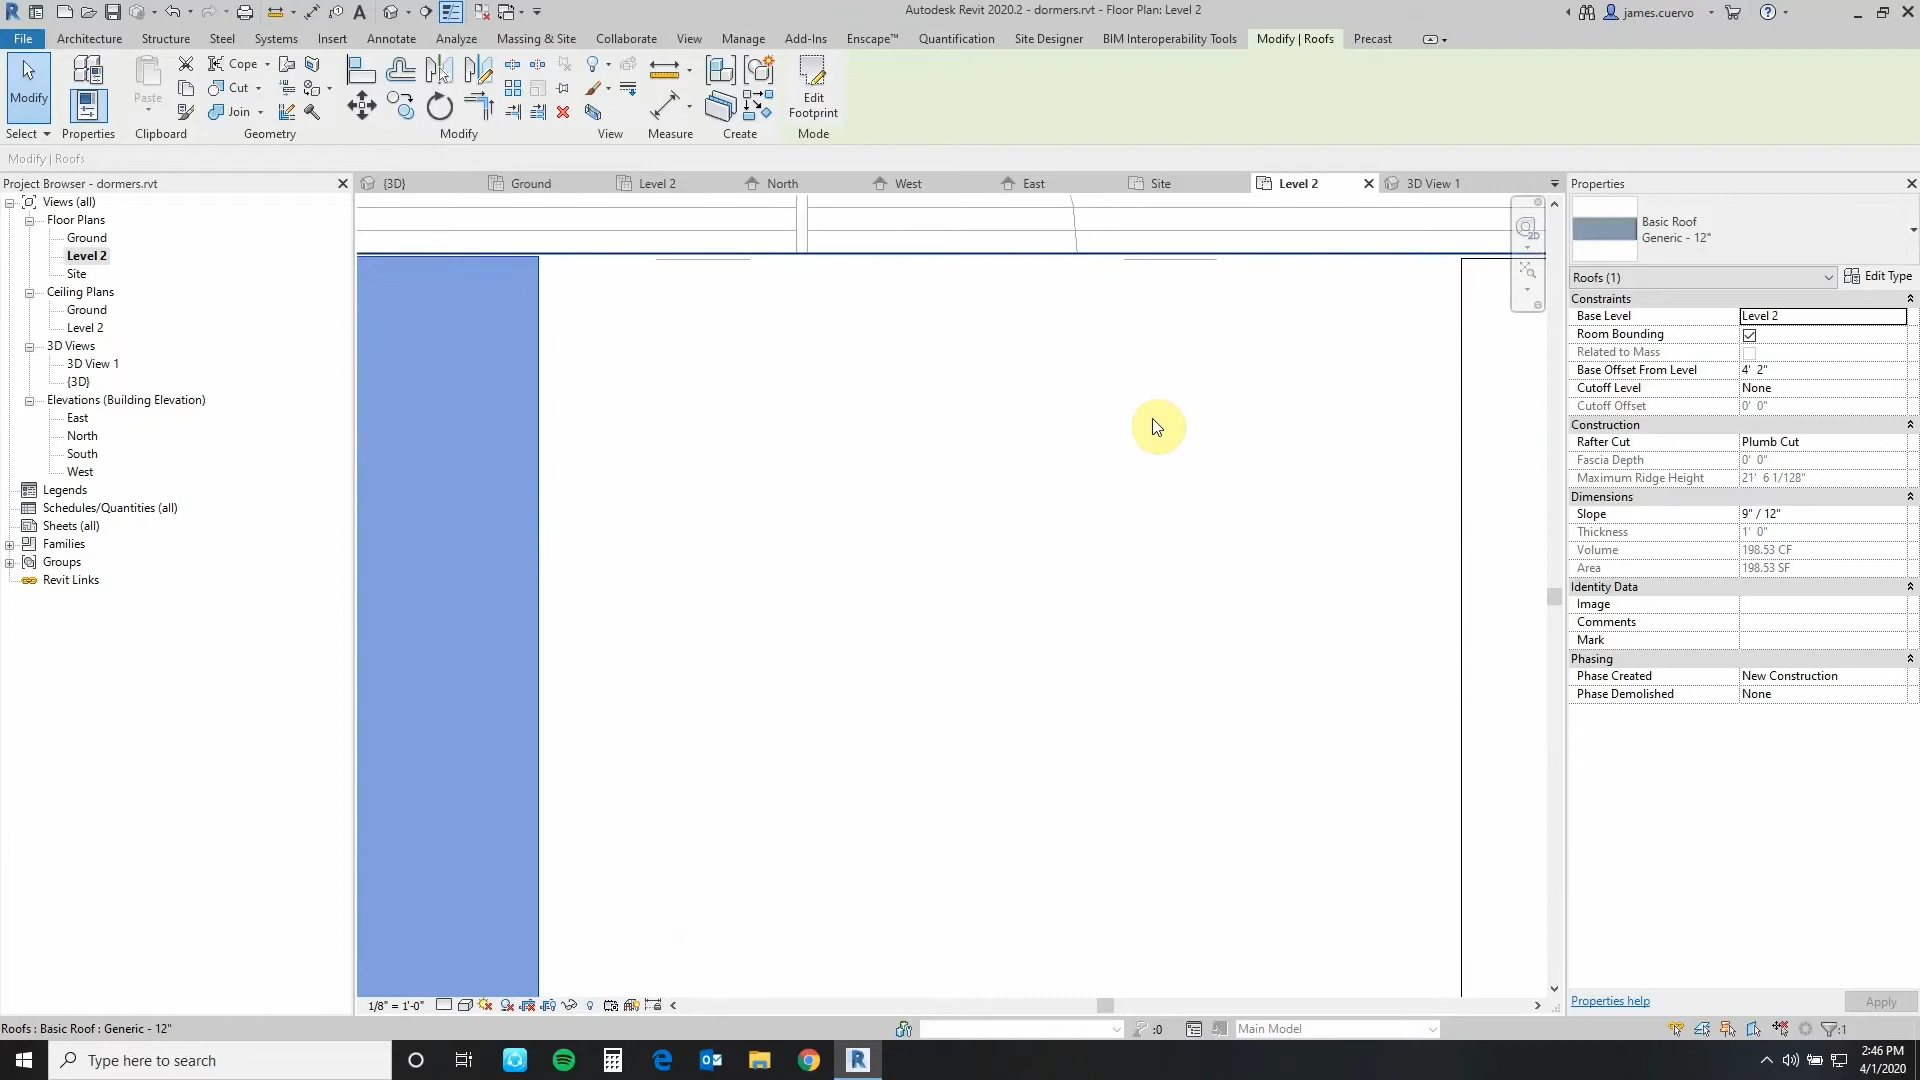 Autodesk Revit 2020.2 - dormers.rvt - Floor Plan: Level 2
james.cuervo
File Architecture Structure Steel Systems Insert Annotate Analyze Massing & Site Collaborate View Manage Add-Ins Enscape™ Quantification Site Designer BIM Interoperability Tools Modify | Roofs Precast
Modify
Paste
Cope
Cut
Join
Edit
Footprint
Select Properties Clipboard Geometry Modify View Measure Create Mode
Modify | Roofs
Project Browser - dormers.rvt
{3D} Ground Level 2 North West East Site Level 2 3D View 1
Views (all)
Floor Plans
Ground
Level 2
Site
Ceiling Plans
Ground
Level 2
3D Views
3D View 1
{3D}
Elevations (Building Elevation)
East
North
South
West
Legends
Schedules/Quantities (all)
Sheets (all)
Families
Groups
Revit Links
2D
Properties
Basic Roof
Generic - 12"
Roofs (1)
Edit Type
Constraints
Base Level Level 2
Room Bounding
Related to Mass
Base Offset From Level 4' 2"
Cutoff Level None
Cutoff Offset 0' 0"
Construction
Rafter Cut Plumb Cut
Fascia Depth 0' 0"
Maximum Ridge Height 21' 6 1/128"
Dimensions
Slope 9" / 12"
Thickness 1' 0"
Volume 198.53 CF
Area 198.53 SF
Identity Data
Image
Comments
Mark
Phasing
Phase Created New Construction
Phase Demolished None
Properties help
Apply
1/8" = 1'-0"
Roofs : Basic Roof : Generic - 12"
:0
Main Model
:1
Type here to search
2:46 PM
4/1/2020